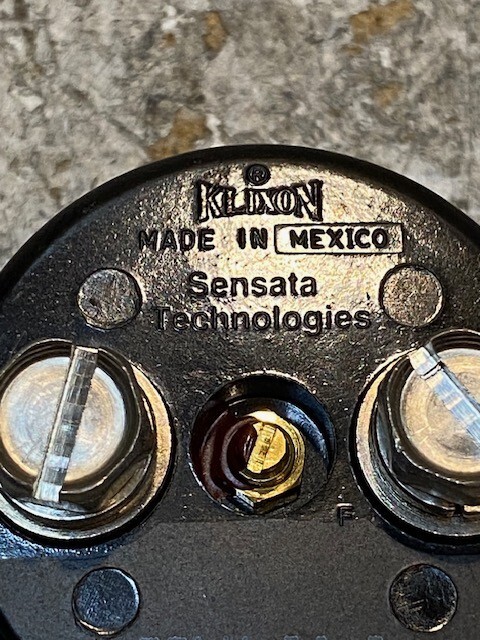 ®
KLIXON
MADE IN MEXICO
Sensata
Technologies
F